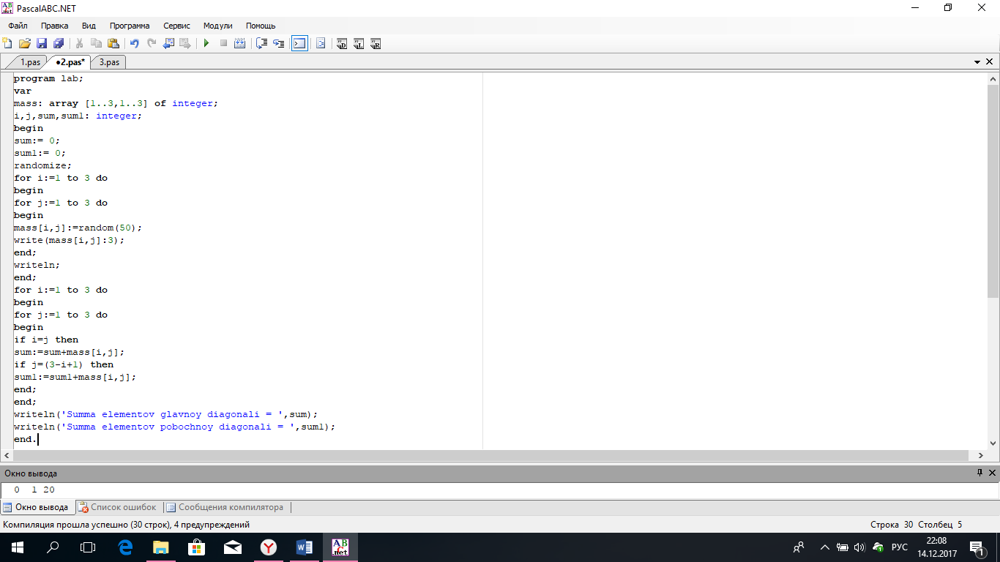 PascalABC.NET
Файл Правка Вид Программа Сервис Модули Помощь
1.pas •2.pas* 3.pas
program lab;
var
mass: array [1..3,1..3] of integer;
i,j,sum,sum1: integer;
begin
sum:= 0;
sum1:= 0;
randomize;
for i:=1 to 3 do
begin
for j:=1 to 3 do
begin
mass[i,j]:=random(50);
write(mass[i,j]:3);
end;
writeln;
end;
for i:=1 to 3 do
begin
for j:=1 to 3 do
begin
if i=j then
sum:=sum+mass[i,j];
if j=(3-i+1) then
sum1:=sum1+mass[i,j];
end;
end;
writeln('Summa elementov glavnoy diagonali = ',sum);
writeln('Summa elementov pobochnoy diagonali = ',sum1);
end.
Окно вывода
0 1 20
Окно вывода Список ошибок Сообщения компилятора
Компиляция прошла успешно (30 строк), 4 предупреждений Строка 30 Столбец 5
РУС 22:08
14.12.2017